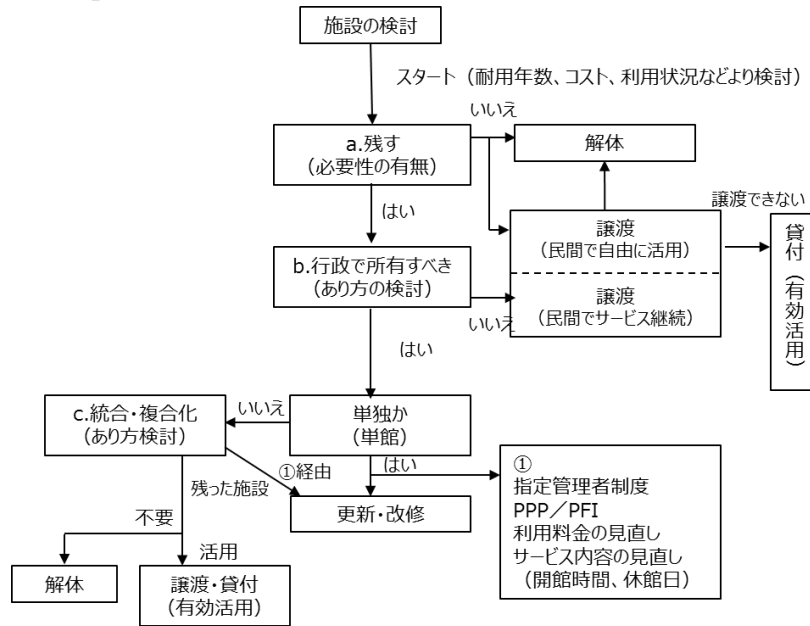 施設の検討
スタート（耐用年数、コスト、利用状況などより検討）
いいえ
a.残す
（必要性の有無）
解体
はい
譲渡できない
譲渡
（民間で自由に活用）
貸付（有効活用）
b.行政で所有すべき
（あり方の検討）
いいえ
譲渡
（民間でサービス継続）
はい
c.統合・複合化
（あり方検討）
いいえ
単独か
（単館）
はい
①経由
残った施設
更新・改修
①
指定管理者制度
PPP／PFI
利用料金の見直し
サービス内容の見直し
（開館時間、休館日）
不要
活用
解体
譲渡・貸付
（有効活用）